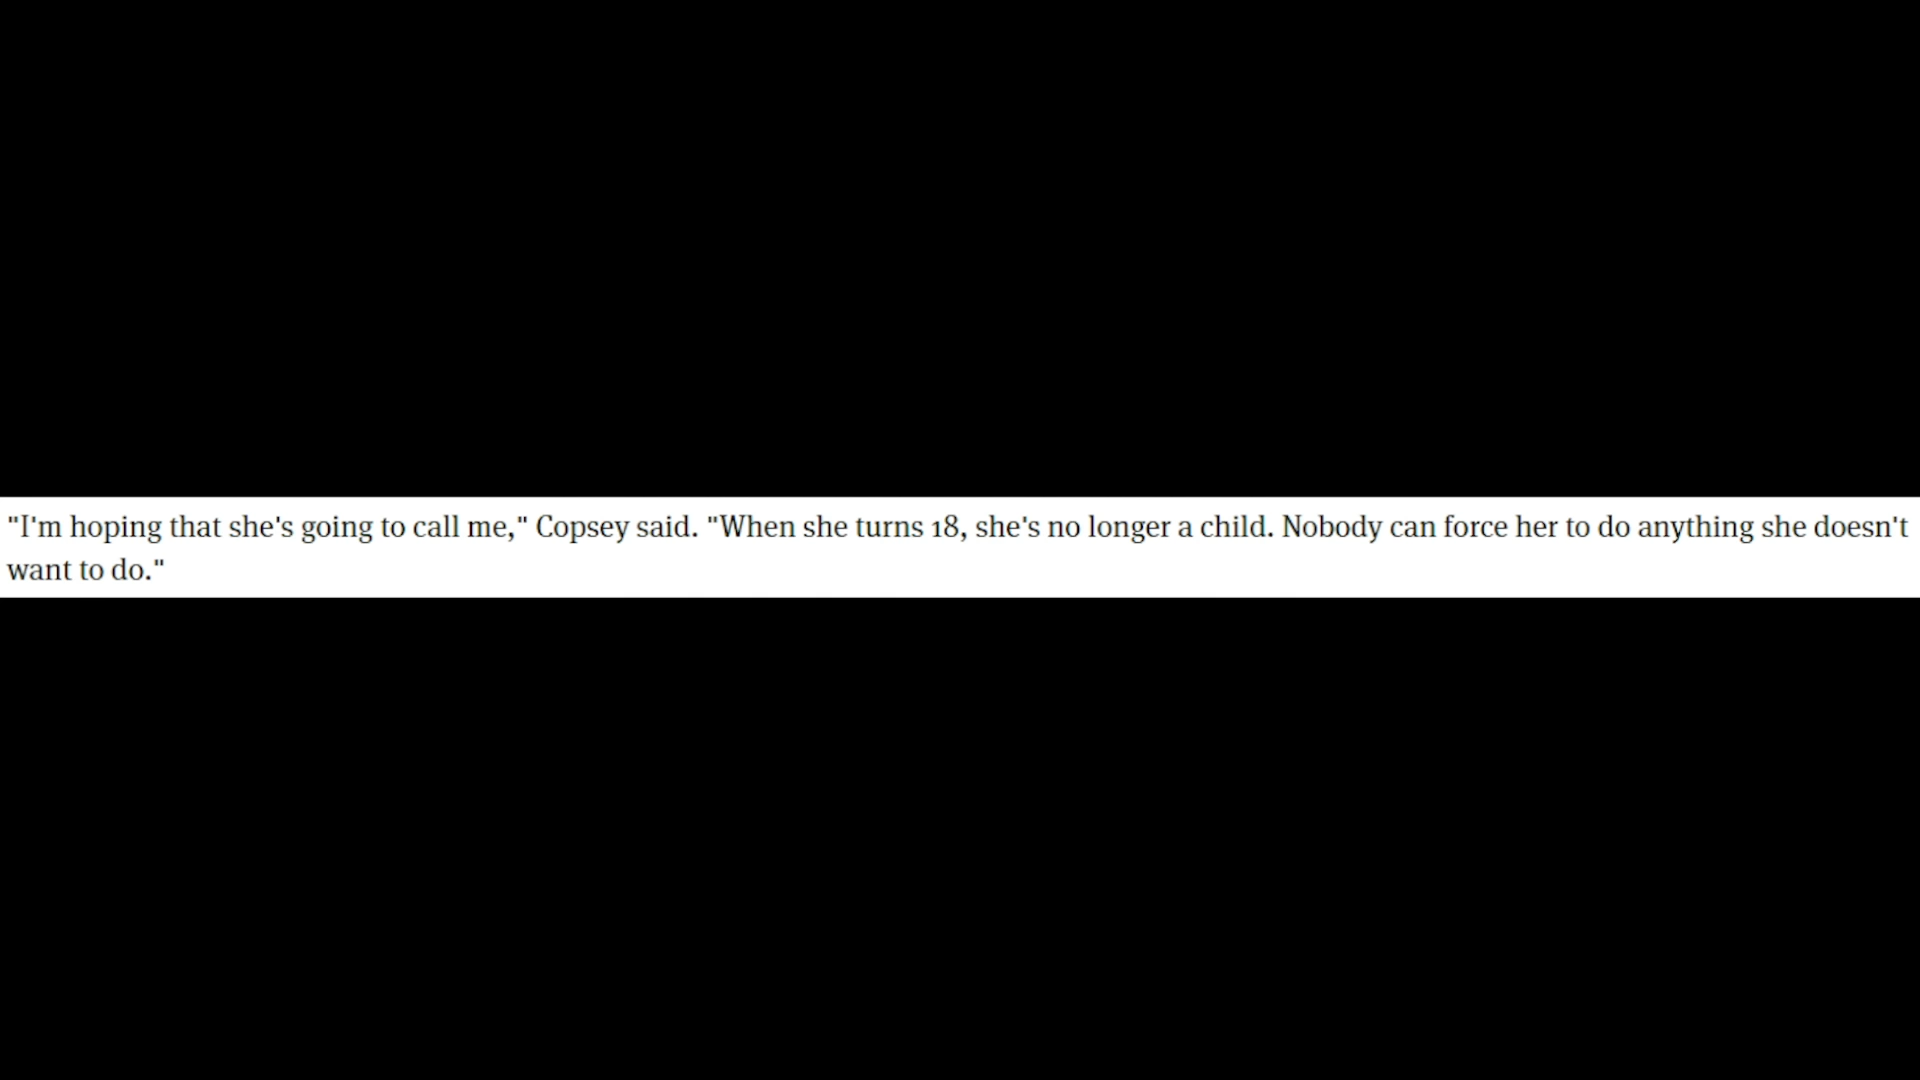 "I'm hoping that she's going to call me," Copsey said. "When she turns 18, she's no longer a child. Nobody can force her to do anything she doesn't
want to do."